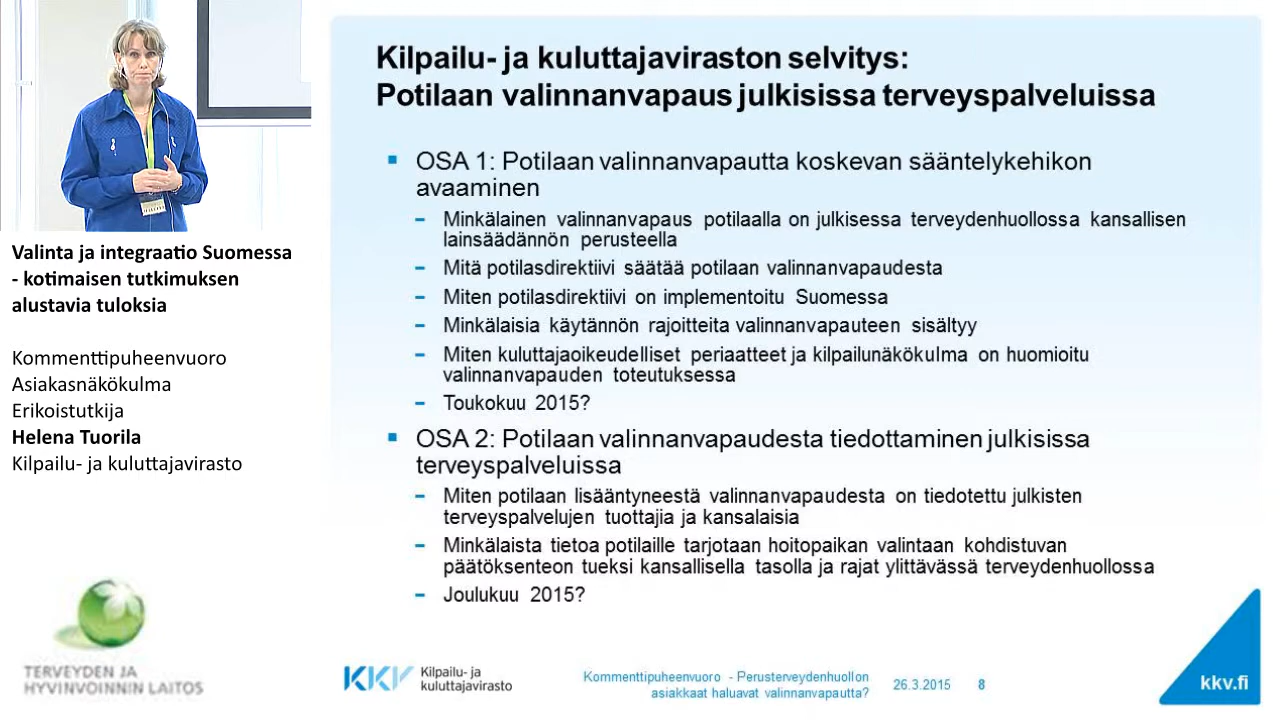 Valinta ja integraatio Suomessa
- kotimaisen tutkimuksen
alustavia tuloksia
Kommenttipuheenvuoro
Asiakasnäkökulma
Erikoistutkija
Helena Tuorila
Kilpailu- ja kuluttajavirasto
TERVEYDEN JA
HYVINVOINNIN LAITOS
Kilpailu- ja kuluttajaviraston selvitys:
Potilaan valinnanvapaus julkisissa terveyspalveluissa
▪ OSA 1: Potilaan valinnanvapautta koskevan sääntelykehikon
avaaminen
– Minkälainen valinnanvapaus potilaalla on julkisessa terveydenhuollossa kansallisen
lainsäädännön perusteella
– Mitä potilasdirektiivi säätää potilaan valinnanvapaudesta
– Miten potilasdirektiivi on implementoitu Suomessa
– Minkälaisia käytännön rajoitteita valinnanvapauteen sisältyy
– Miten kuluttajaoikeudelliset periaatteet ja kilpailunäkökulma on huomioitu
valinnanvapauden toteutuksessa
– Toukokuu 2015?
▪ OSA 2: Potilaan valinnanvapaudesta tiedottaminen julkisissa
terveyspalveluissa
– Miten potilaan lisääntyneestä valinnanvapaudesta on tiedotettu julkisten
terveyspalvelujen tuottajia ja kansalaisia
– Minkälaista tietoa potilaille tarjotaan hoitopaikan valintaan kohdistuvan
päätöksenteon tueksi kansallisella tasolla ja rajat ylittävässä terveydenhuollossa
– Joulukuu 2015?
KKV Kilpailu- ja
kuluttajavirasto
Kommenttipuheenvuoro - Perusterveydenhuollon
asiakkaat haluavat valinnanvapautta?
26.3.2015 8
kkv.fi